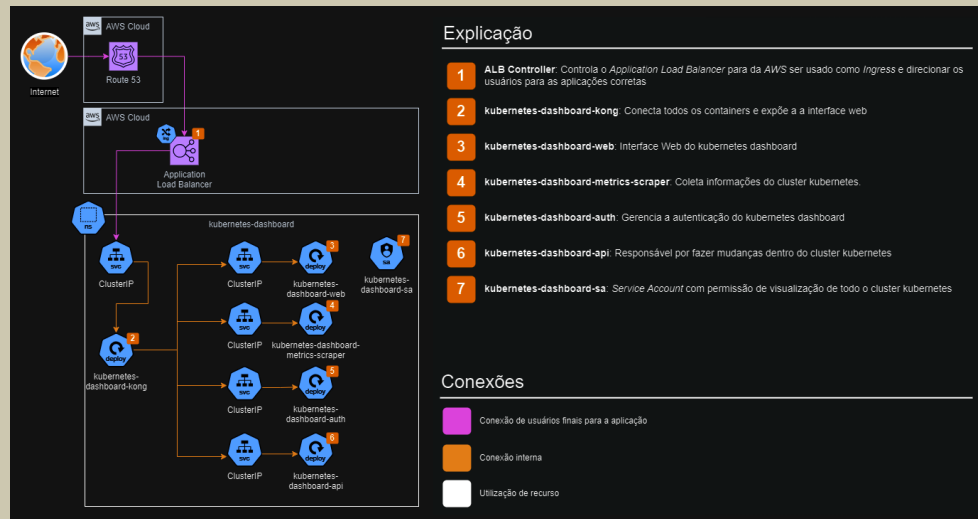 aws
AWS Cloud
53
Route 53
Internet
aws
AWS Cloud
ing
1
Application
Load Balancer
ns
kubernetes-dashboard
svc
ClusterIP
2
deploy
kubernetes-
dashboard-kong
svc
ClusterIP
3
deploy
kubernetes-
dashboard-web
7
sa
kubernetes-
dashboard-sa
svc
ClusterIP
4
deploy
kubernetes-dashboard-
metrics-scraper
svc
ClusterIP
5
deploy
kubernetes-
dashboard-auth
svc
ClusterIP
6
deploy
kubernetes-
dashboard-api
Explicação
1
ALB Controller: Controla o Application Load Balancer para da AWS ser usado como Ingress e direcionar os
usuários para as aplicações corretas
2
kubernetes-dashboard-kong: Conecta todos os containers e expõe a a interface web
3
kubernetes-dashboard-web: Interface Web do kubernetes dashboard
4
kubernetes-dashboard-metrics-scraper: Coleta informações do cluster kubernetes.
5
kubernetes-dashboard-auth: Gerencia a autenticação do kubernetes dashboard
6
kubernetes-dashboard-api: Responsável por fazer mudanças dentro do cluster kubernetes
7
kubernetes-dashboard-sa: Service Account com permissão de visualização de todo o cluster kubernetes
Conexões
Conexão de usuários finais para a aplicação
Conexão interna
Utilização de recurso